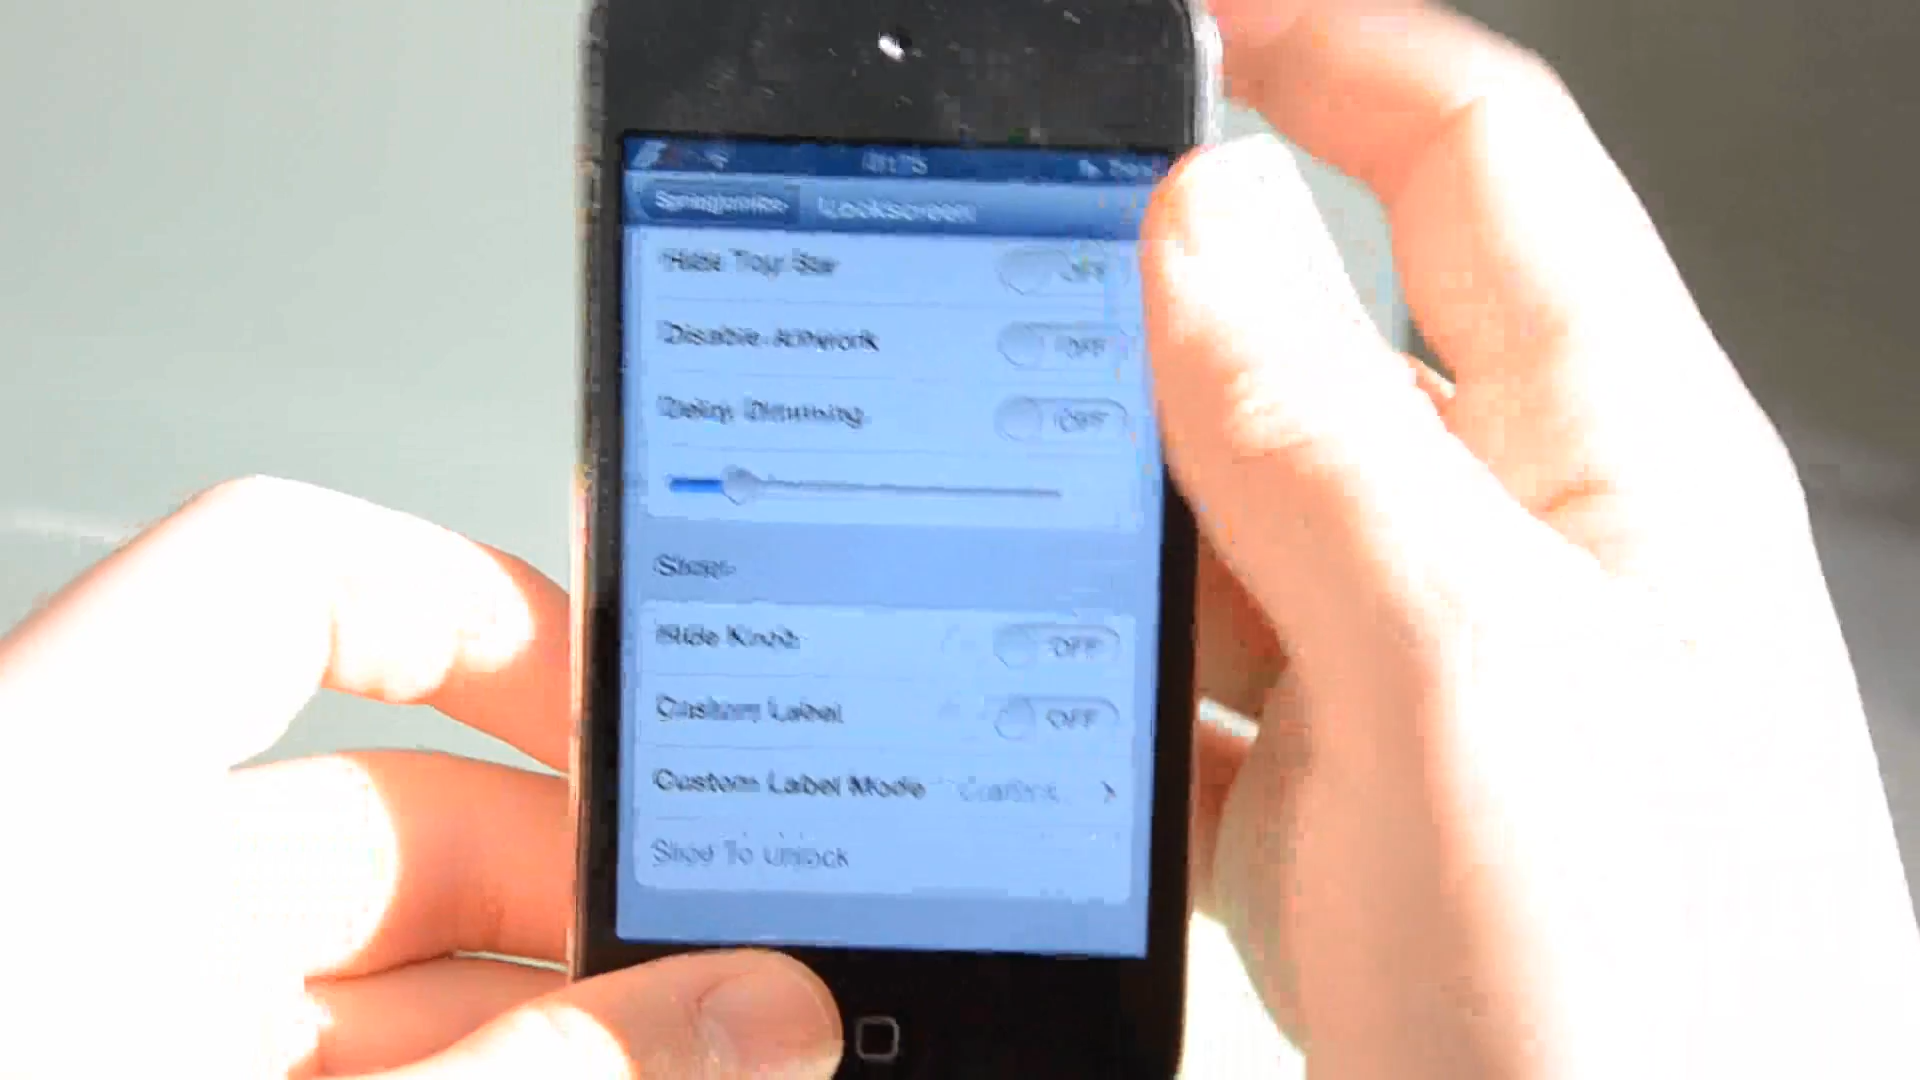 Lockscreen
Hide Top Bar OFF
Disable Artwork OFF
Delay Dimming OFF
Slider
Hide Knob OFF
Custom Label OFF
Custom Label Mode
Slide To Unlock